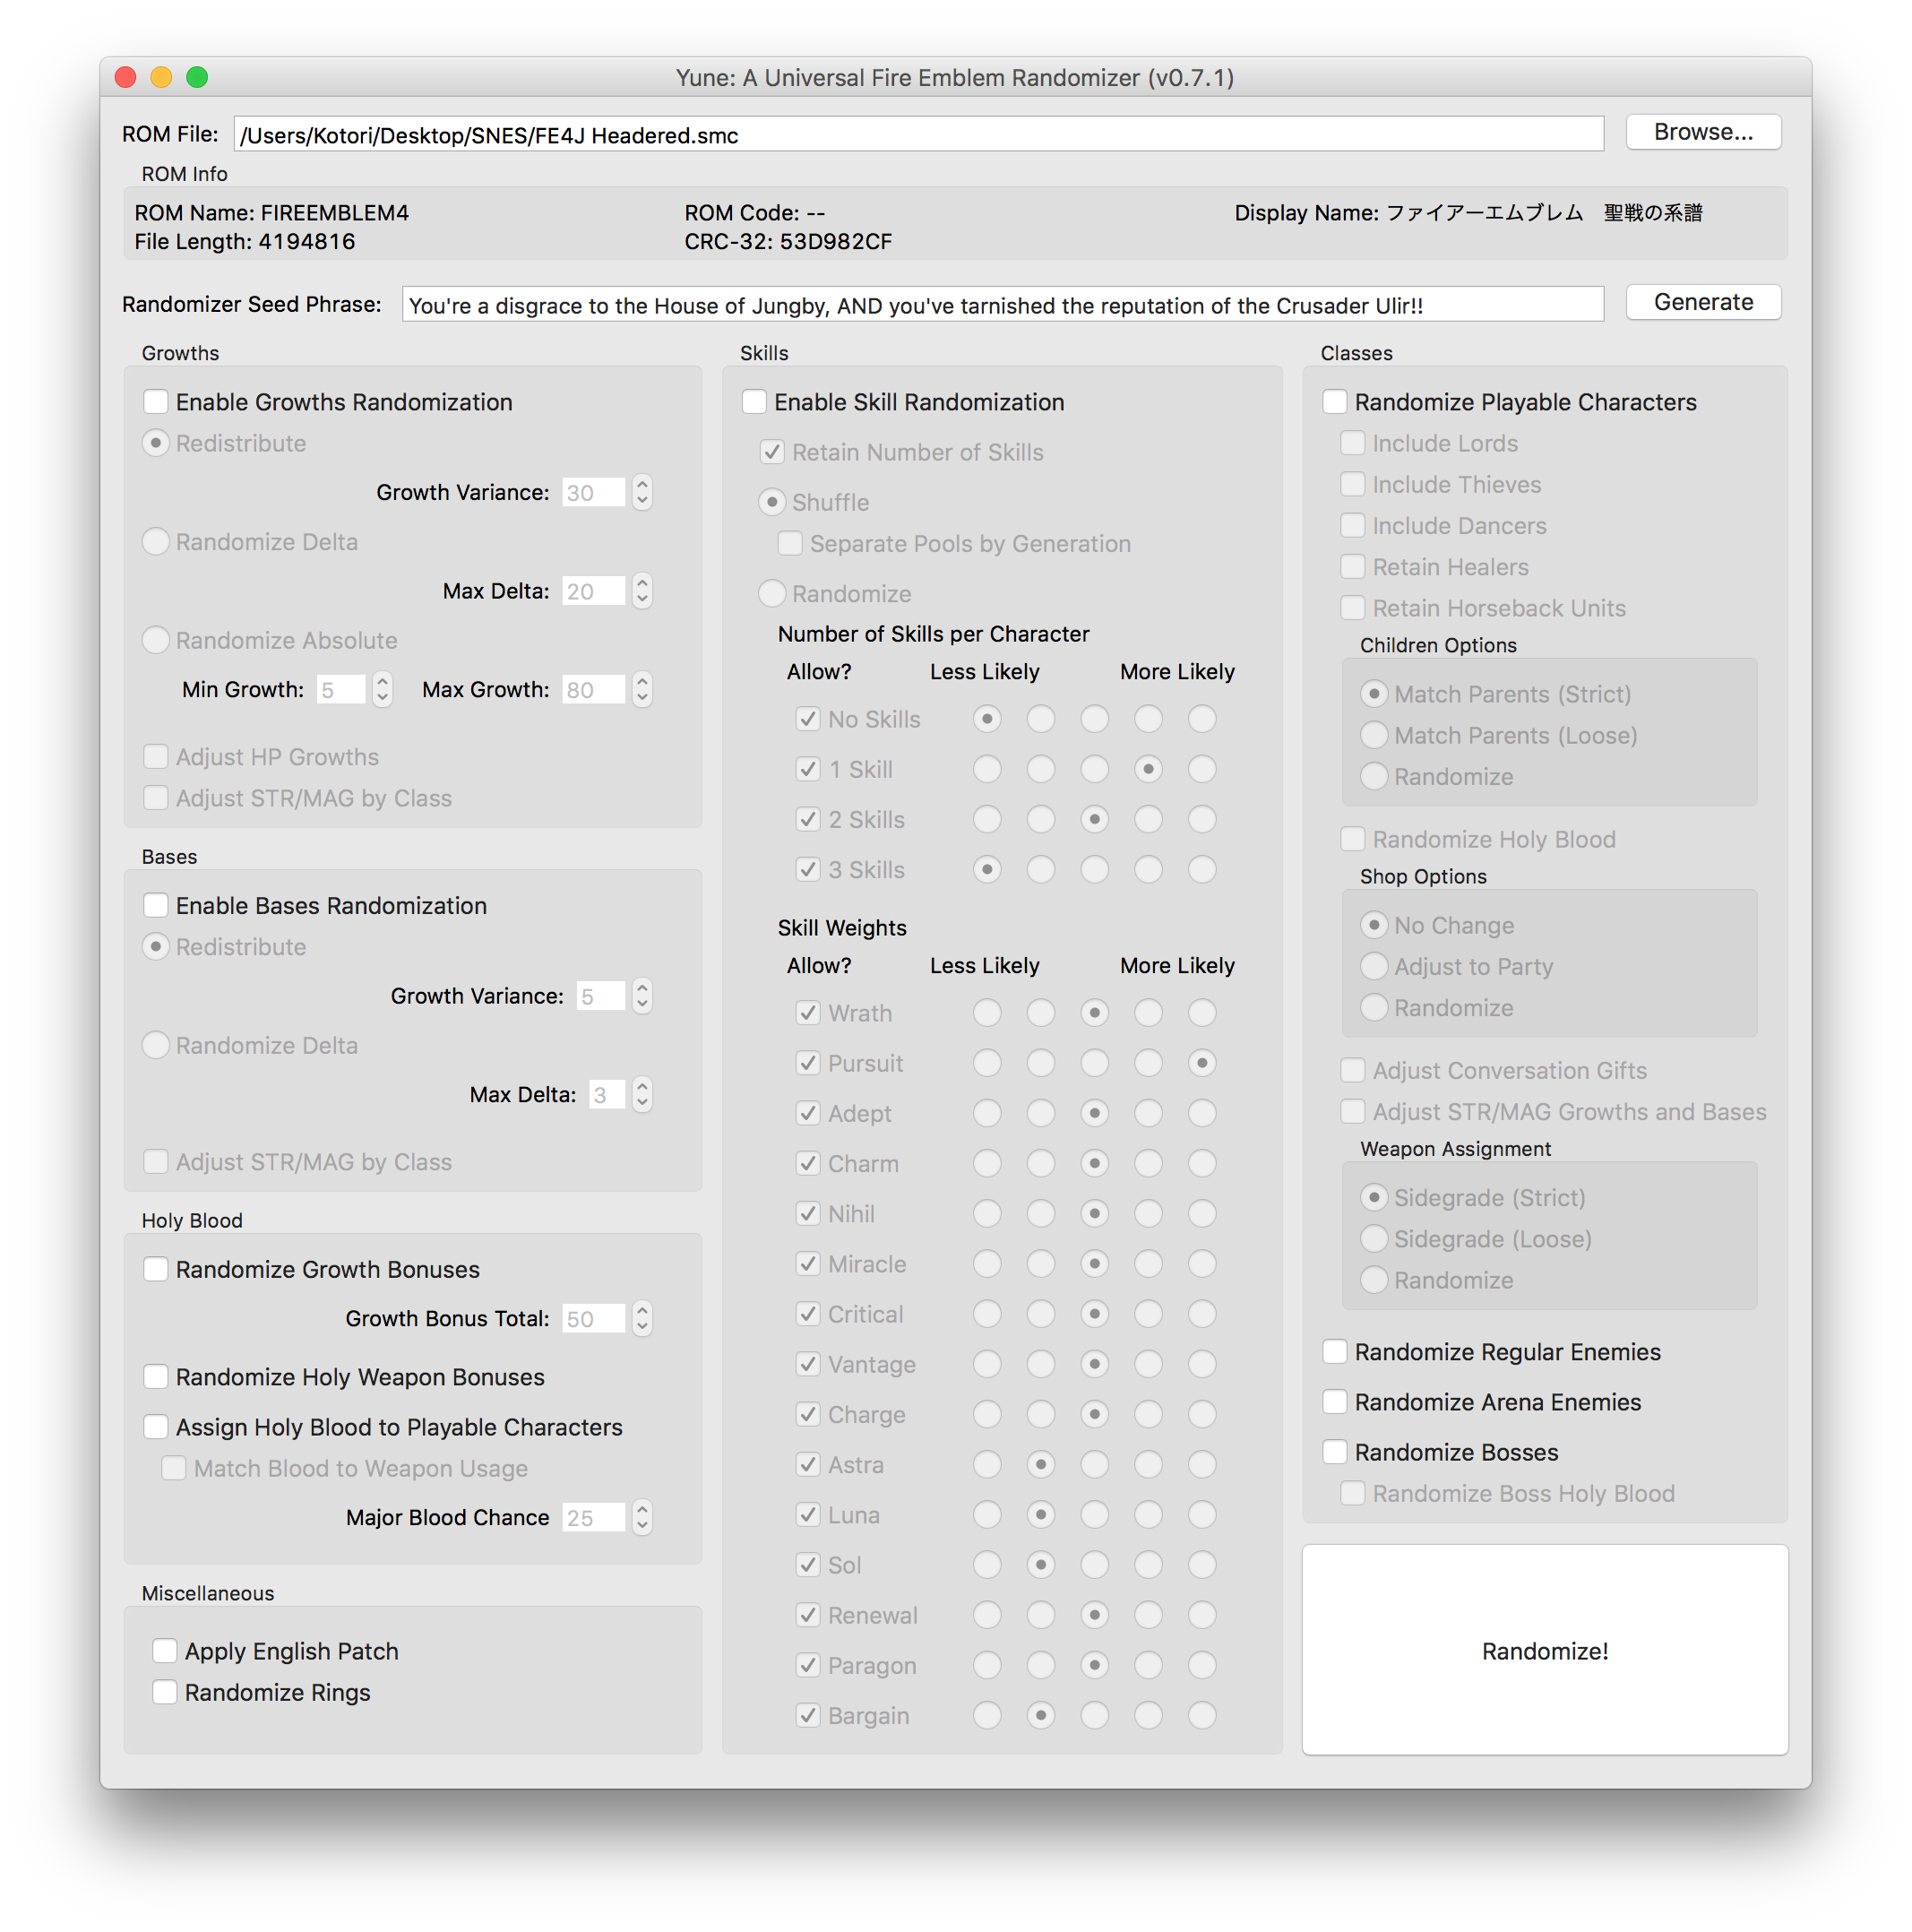 Yune: A Universal Fire Emblem Randomizer (v0.7.1)
ROM File: /Users/Kotori/Desktop/SNES/FE4J Headered.smc Browse...
ROM Info
ROM Name: FIREEMBLEM4 ROM Code: -- Display Name: ファイアーエムブレム　聖戦の系譜
File Length: 4194816 CRC-32: 53D982CF
Randomizer Seed Phrase: You're a disgrace to the House of Jungby, AND you've tarnished the reputation of the Crusader Ulir!! Generate
Growths
Enable Growths Randomization
Redistribute
Growth Variance: 30
Randomize Delta
Max Delta: 20
Randomize Absolute
Min Growth: 5 Max Growth: 80
Adjust HP Growths
Adjust STR/MAG by Class
Bases
Enable Bases Randomization
Redistribute
Growth Variance: 5
Randomize Delta
Max Delta: 3
Adjust STR/MAG by Class
Holy Blood
Randomize Growth Bonuses
Growth Bonus Total: 50
Randomize Holy Weapon Bonuses
Assign Holy Blood to Playable Characters
Match Blood to Weapon Usage
Major Blood Chance 25
Miscellaneous
Apply English Patch
Randomize Rings
Skills
Enable Skill Randomization
Retain Number of Skills
Shuffle
Separate Pools by Generation
Randomize
Number of Skills per Character
Allow? Less Likely More Likely
No Skills
1 Skill
2 Skills
3 Skills
Skill Weights
Allow? Less Likely More Likely
Wrath
Pursuit
Adept
Charm
Nihil
Miracle
Critical
Vantage
Charge
Astra
Luna
Sol
Renewal
Paragon
Bargain
Classes
Randomize Playable Characters
Include Lords
Include Thieves
Include Dancers
Retain Healers
Retain Horseback Units
Children Options
Match Parents (Strict)
Match Parents (Loose)
Randomize
Randomize Holy Blood
Shop Options
No Change
Adjust to Party
Randomize
Adjust Conversation Gifts
Adjust STR/MAG Growths and Bases
Weapon Assignment
Sidegrade (Strict)
Sidegrade (Loose)
Randomize
Randomize Regular Enemies
Randomize Arena Enemies
Randomize Bosses
Randomize Boss Holy Blood
Randomize!